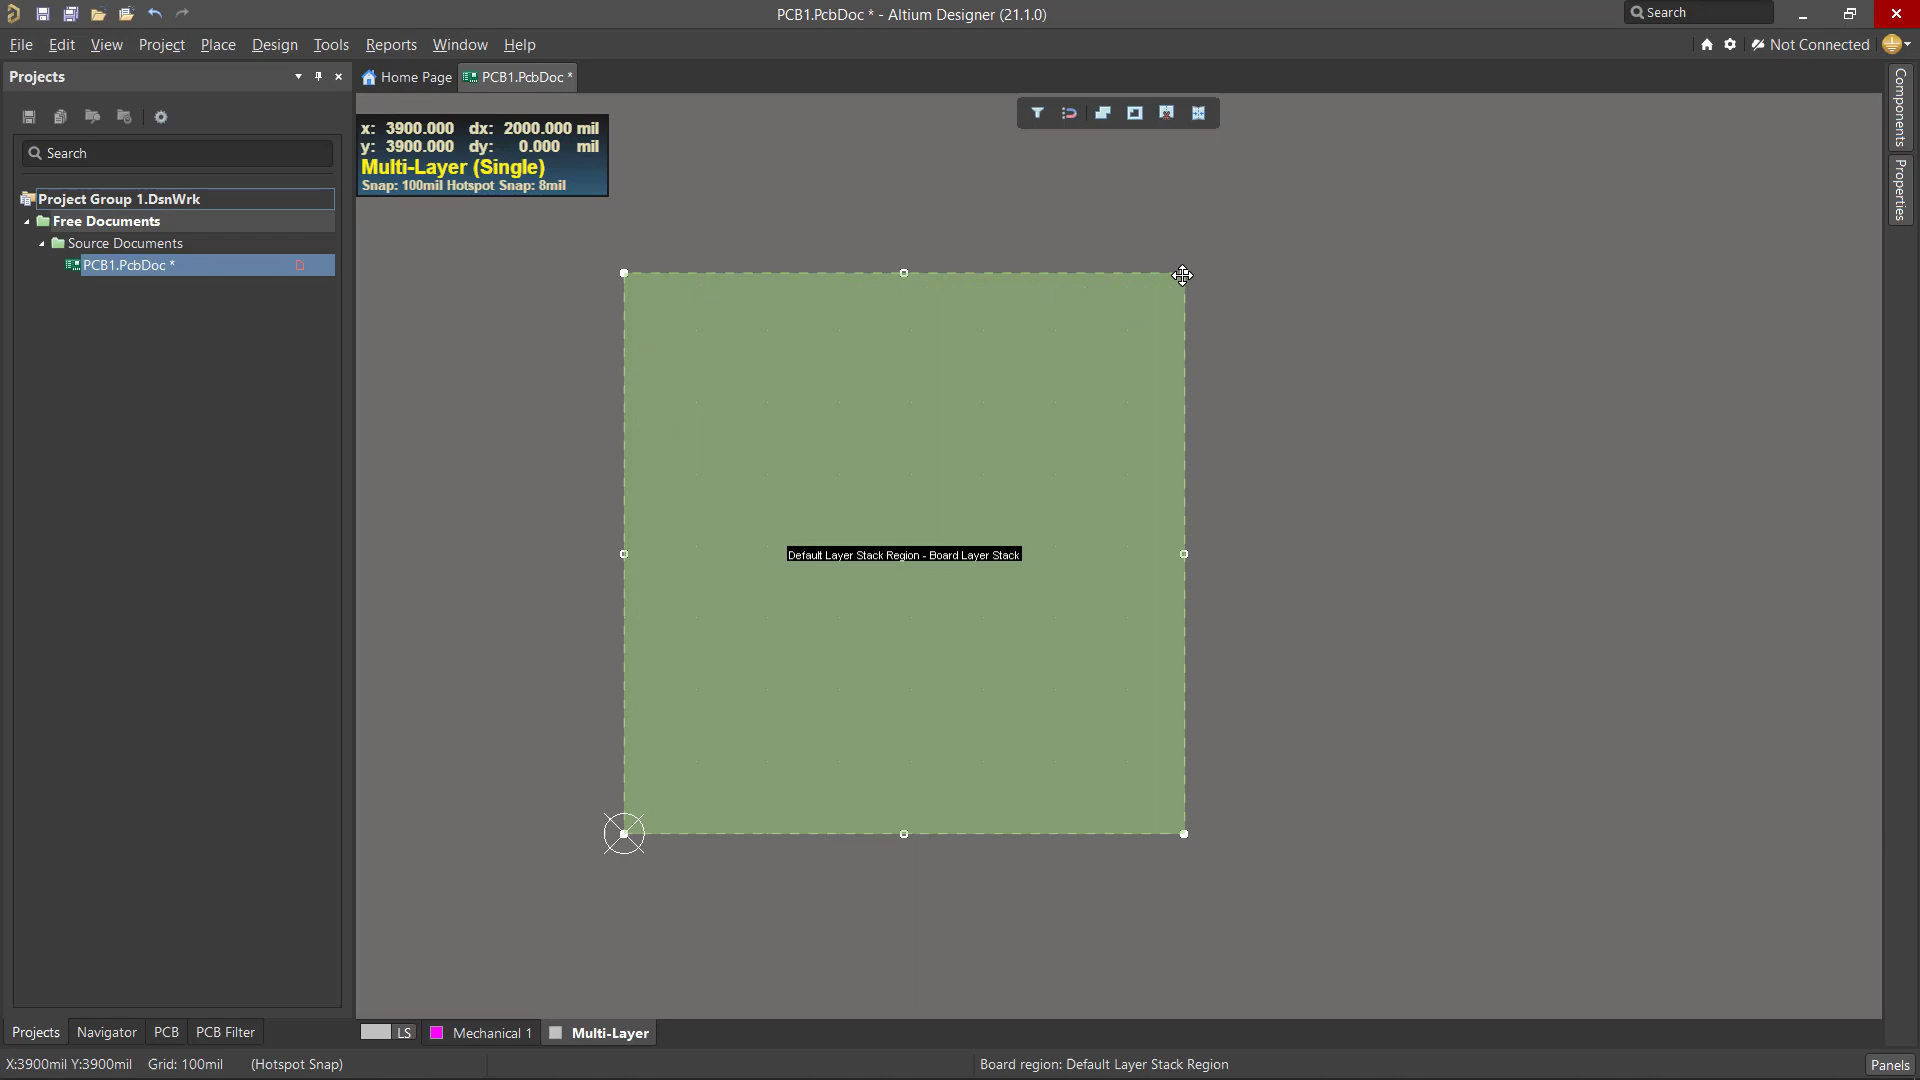 PCB1.PcbDoc * - Altium Designer (21.1.0)
Search
File Edit View Project Place Design Tools Reports Window Help
Not Connected
Projects
Home Page
PCB1.PcbDoc *
Search
x: 3900.000 dx: 2000.000 mil
y: 3900.000 dy: 0.000 mil
Multi-Layer (Single)
Snap: 100mil Hotspot Snap: 8mil
Project Group 1.DsnWrk
Free Documents
Source Documents
PCB1.PcbDoc *
Components
Properties
Default Layer Stack Region - Board Layer Stack
Projects Navigator PCB PCB Filter
LS Mechanical 1 Multi-Layer
X:3900mil Y:3900mil Grid: 100mil (Hotspot Snap)
Board region: Default Layer Stack Region
Panels